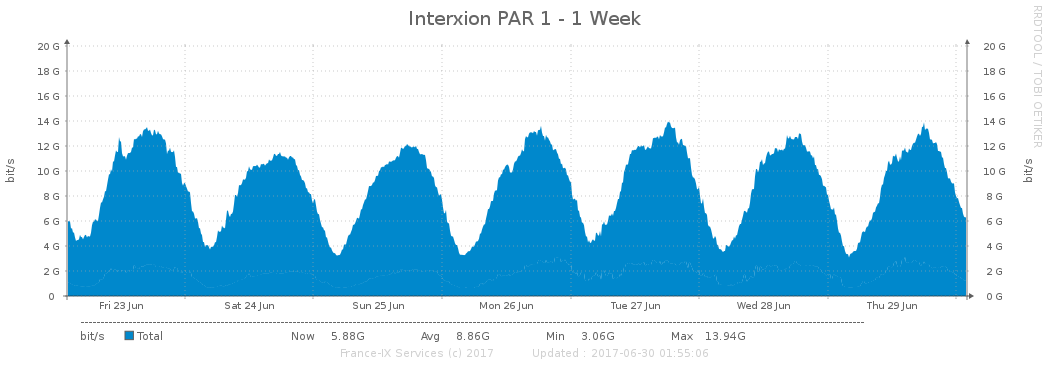 Interxion PAR 1 - 1 Week
RRDTOOL / TOBI OETIKER
20 G 20 G
18 G 18 G
16 G 16 G
14 G 14 G
12 G 12 G
10 G 10 G
8 G 8 G
6 G 6 G
4 G 4 G
2 G 2 G
0 0 G
bit/s bit/s
Fri 23 Jun Sat 24 Jun Sun 25 Jun Mon 26 Jun Tue 27 Jun Wed 28 Jun Thu 29 Jun
bit/s Total Now 5.88G Avg 8.86G Min 3.06G Max 13.94G
France-IX Services (c) 2017 Updated : 2017-06-30 01:55:06